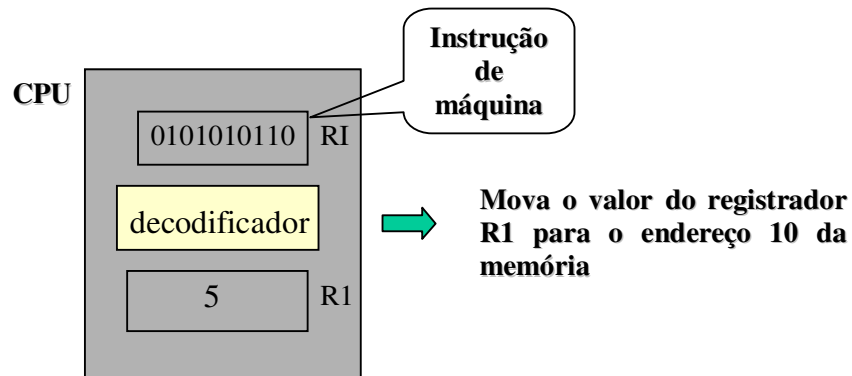 Instrução
de
máquina
CPU
0101010110 RI
decodificador
5 R1
Mova o valor do registrador
R1 para o endereço 10 da
memória